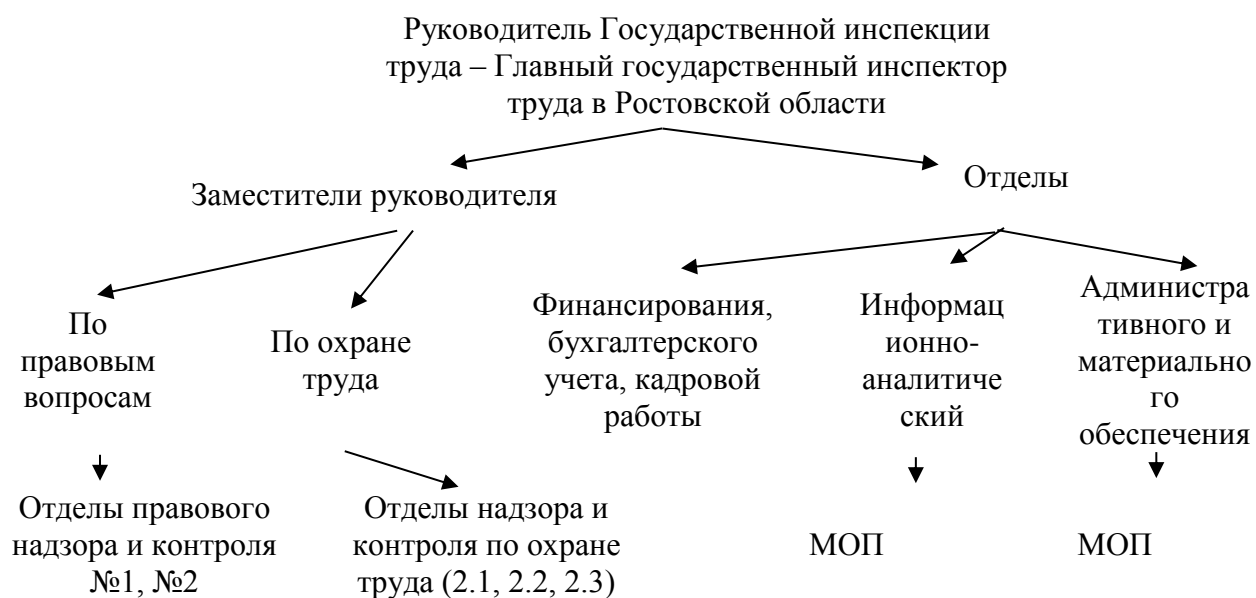 Руководитель Государственной инспекции
труда – Главный государственный инспектор
труда в Ростовской области
Заместители руководителя
Отделы
По
правовым
вопросам
По охране
труда
Финансирования,
бухгалтерского
учета, кадровой
работы
Информац
ионно-
аналитиче
ский
Администра
тивного и
материально
го
обеспечения
Отделы правового
надзора и контроля
№1, №2
Отделы надзора и
контроля по охране
труда (2.1, 2.2, 2.3)
МОП
МОП